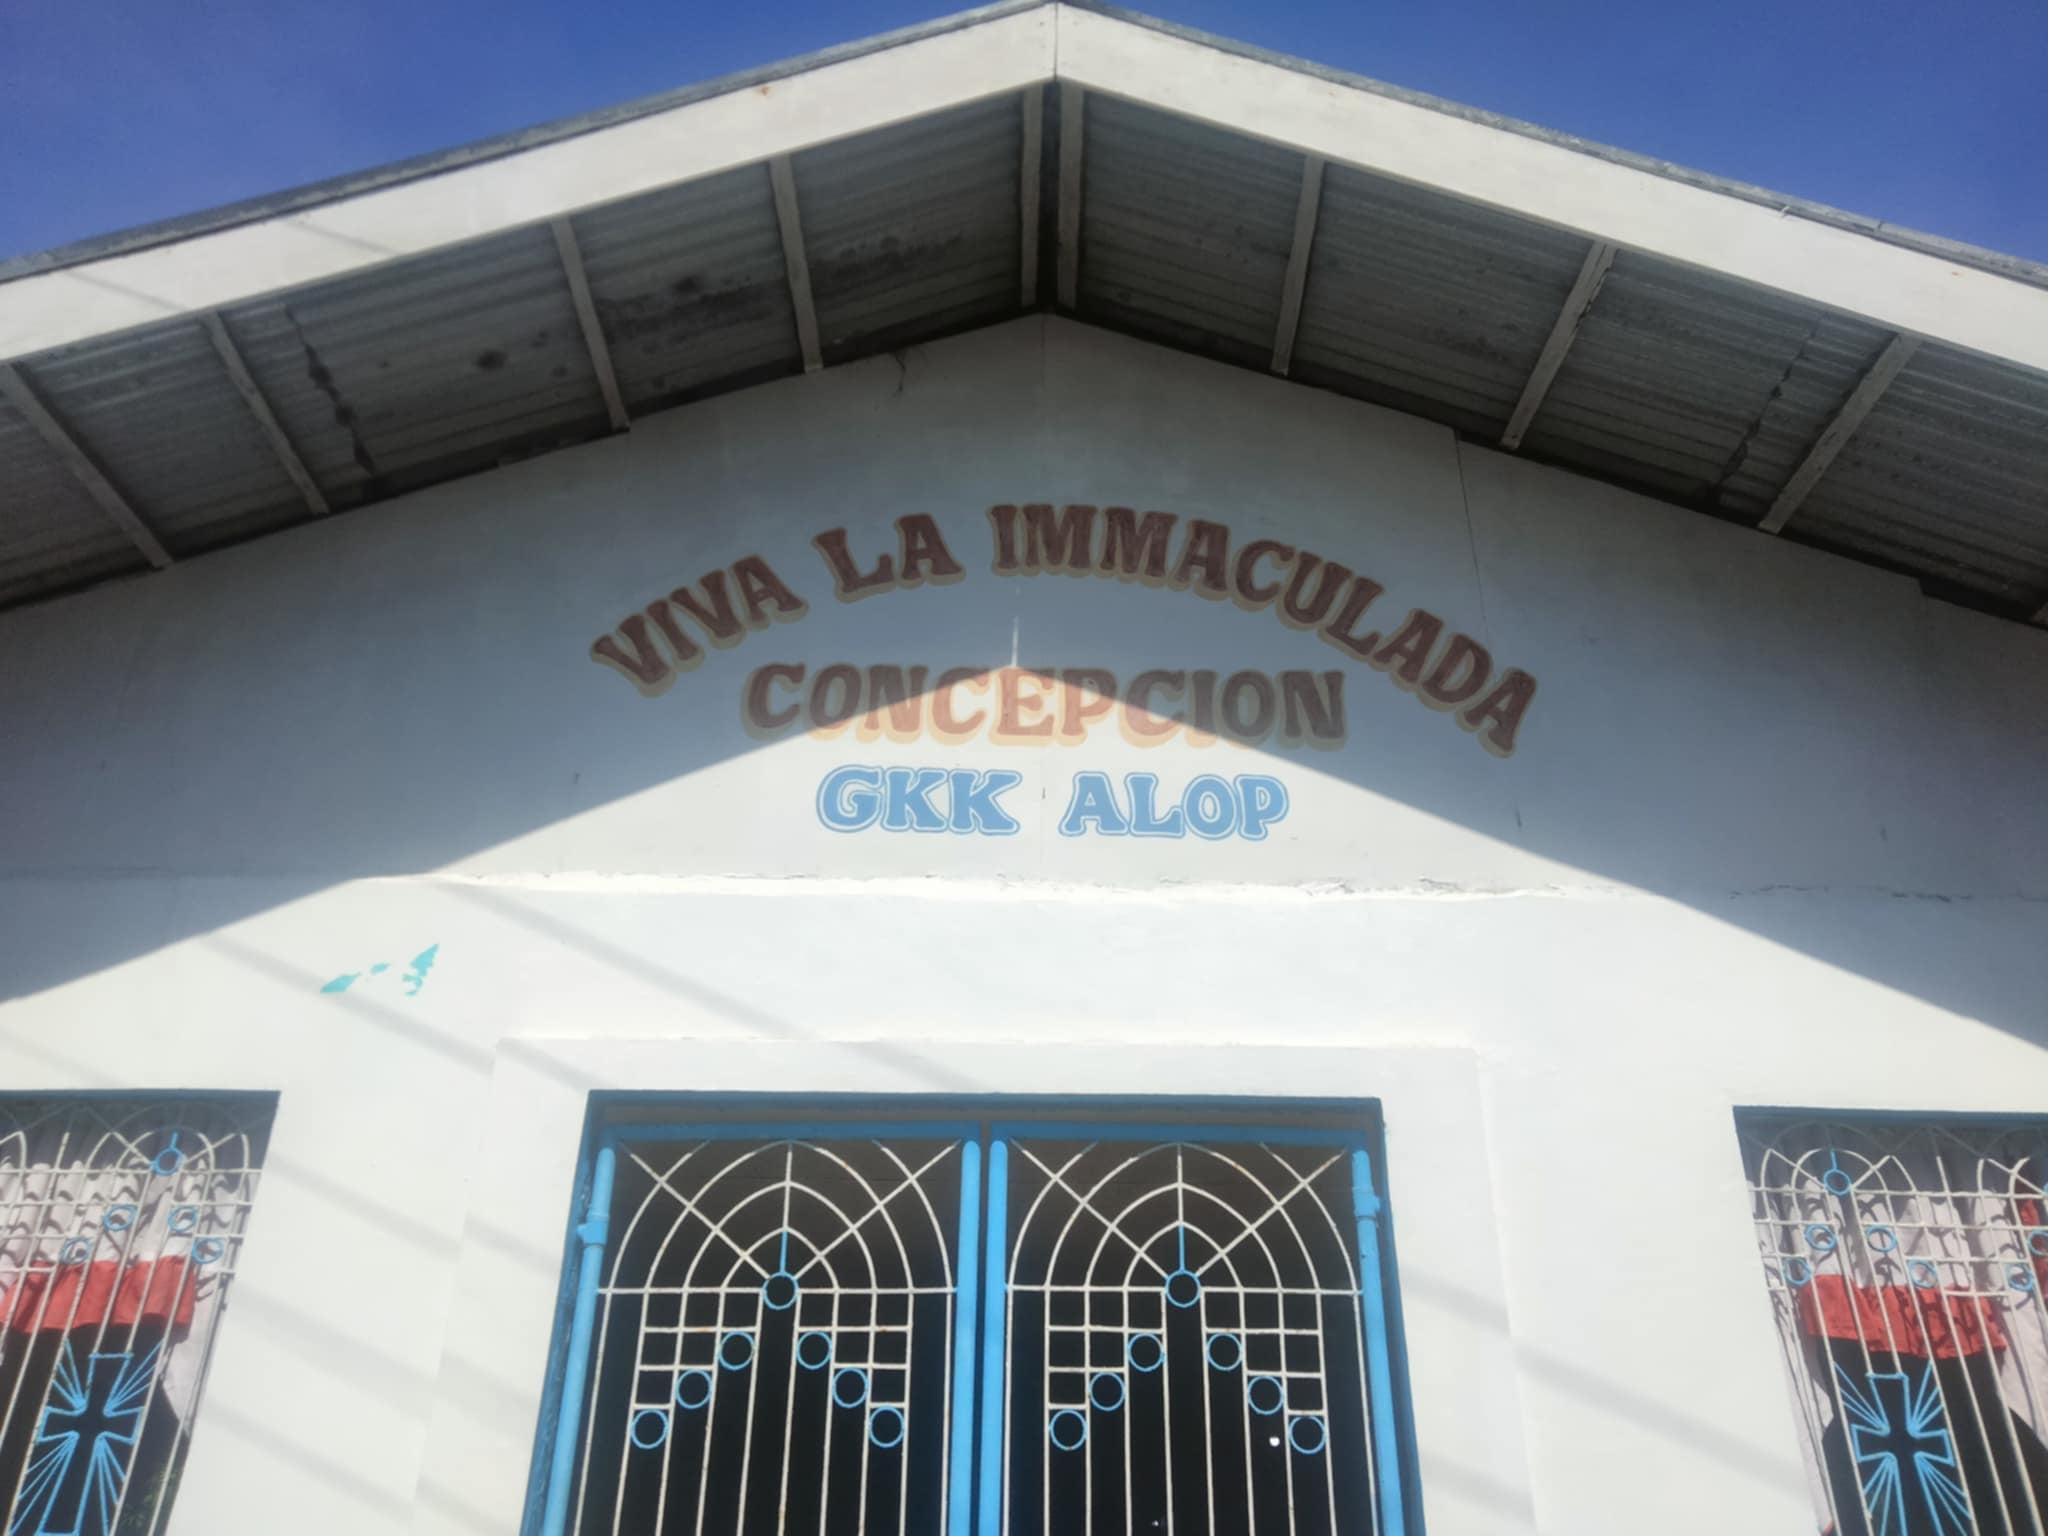 VIVA LA IMMACULADA
CONCEPCION
GKK ALOP